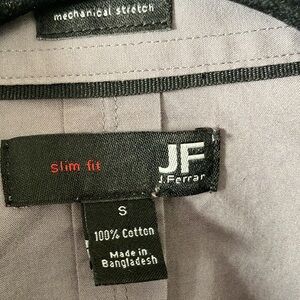 mechanical stretch
slim fit
JF
J.Ferrar
S
100% Cotton
Made in
Bangladesh